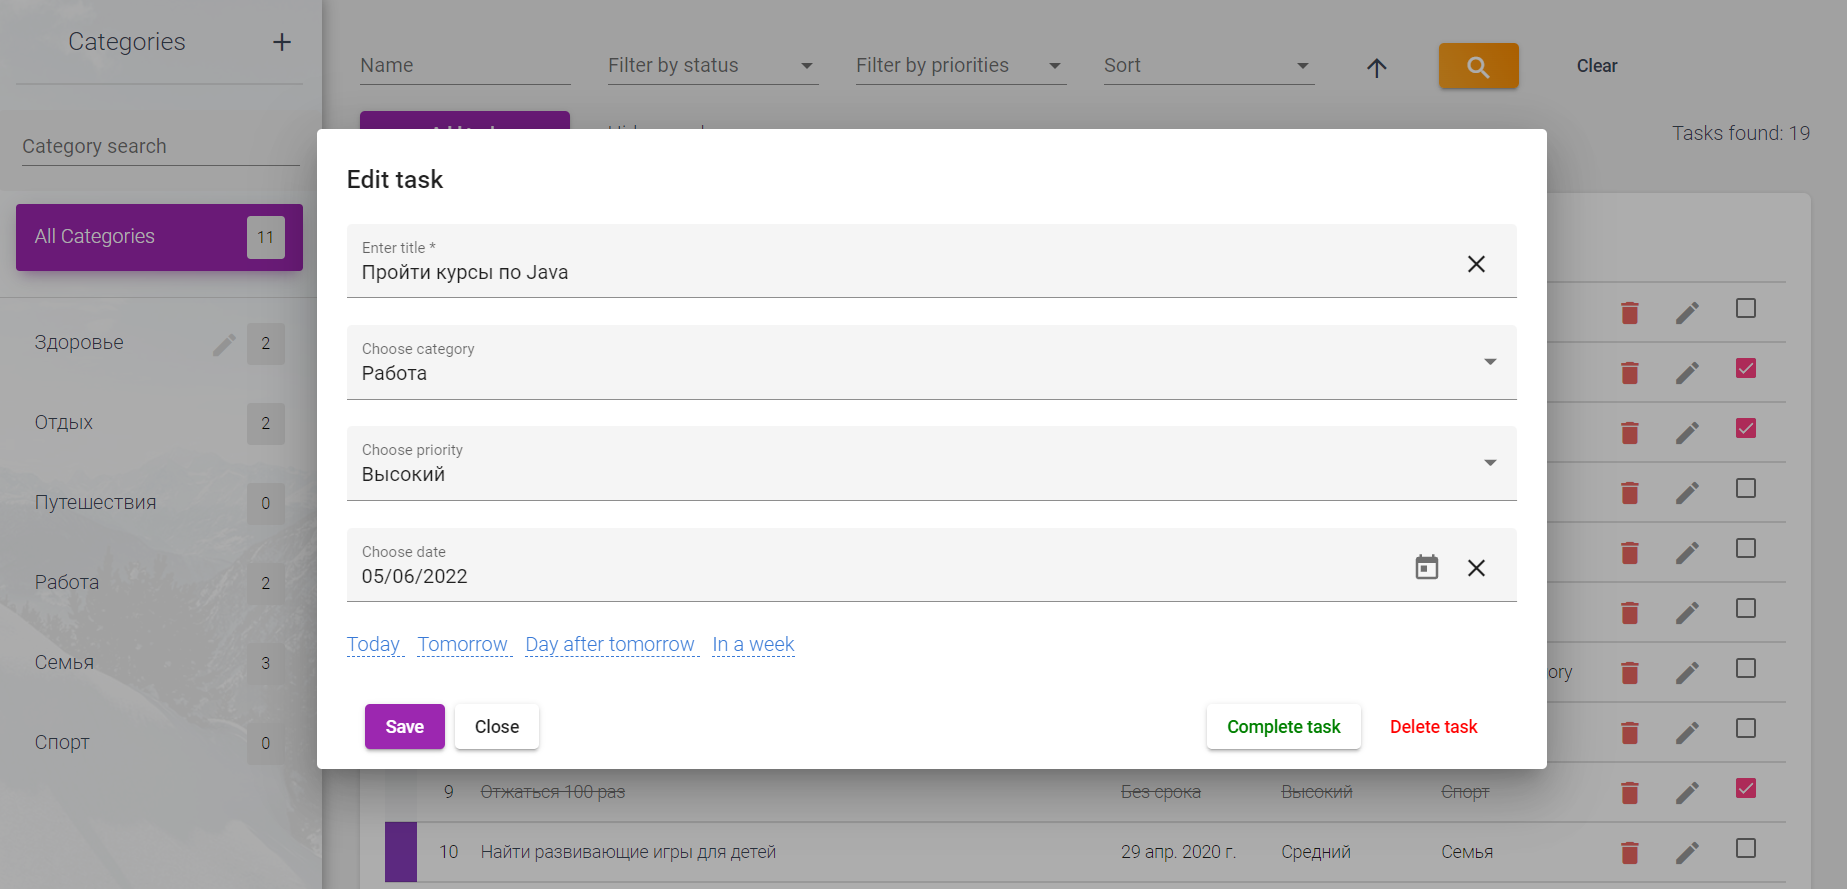 Categories
Category search
All Categories 11
Здоровье 2
Отдых 2
Путешествия 0
Работа 2
Семья 3
Спорт 0
Name Filter by status Filter by priorities Sort Clear
Tasks found: 19
Edit task
Enter title *
Пройти курсы по Java
Choose category
Работа
Choose priority
Высокий
Choose date
05/06/2022
Today Tomorrow Day after tomorrow In a week
Save Close Complete task Delete task
9 Отжаться 100 раз Без срока Высокий Спорт
10 Найти развивающие игры для детей 29 апр. 2020 г. Средний Семья